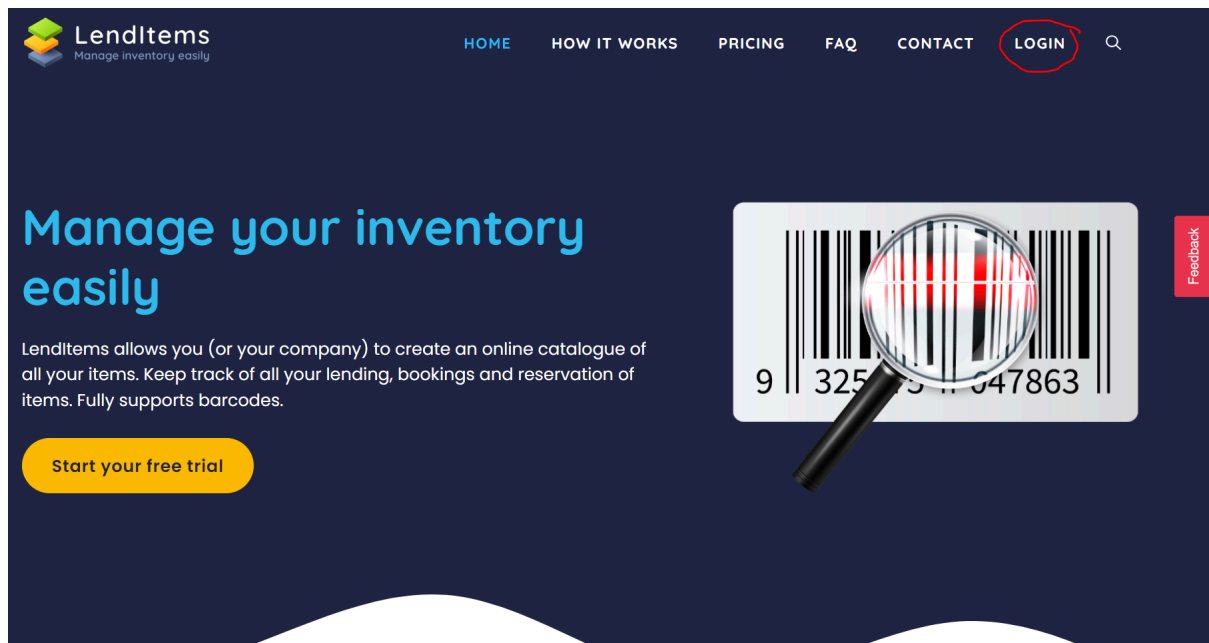 LendItems
Manage inventory easily
HOME HOW IT WORKS PRICING FAQ CONTACT LOGIN
Manage your inventory
easily
LendItems allows you (or your company) to create an online catalogue of
all your items. Keep track of all your lending, bookings and reservation of
items. Fully supports barcodes.
Start your free trial
Feedback
9 325 047863